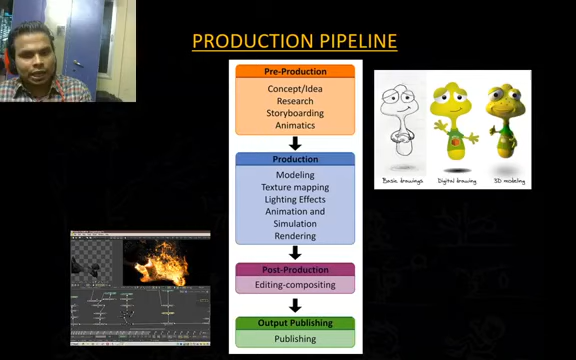 PRODUCTION PIPELINE
Pre-Production
Concept/Idea
Research
Storyboarding
Animatics
Production
Modeling
Texture mapping
Lighting Effects
Animation and
Simulation
Rendering
Post-Production
Editing-compositing
Output Publishing
Publishing
Basic drawings
Digital drawing
3D modeling